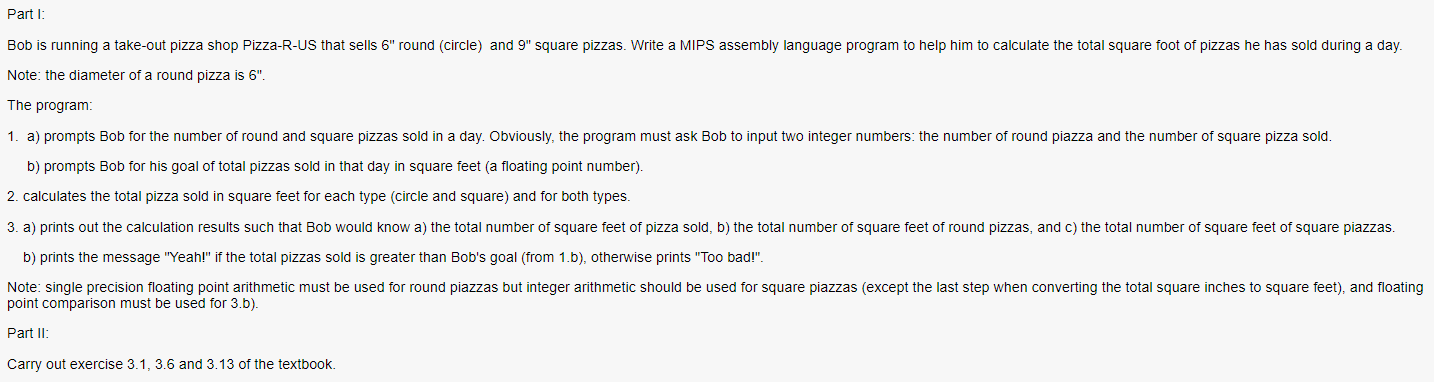 Part I:
Bob is running a take-out pizza shop Pizza-R-US that sells 6" round (circle) and 9" square pizzas. Write a MIPS assembly language program to help him to calculate the total square foot of pizzas he has sold during a day.
Note: the diameter of a round pizza is 6".
The program:
1. a) prompts Bob for the number of round and square pizzas sold in a day. Obviously, the program must ask Bob to input two integer numbers: the number of round piazza and the number of square pizza sold.
b) prompts Bob for his goal of total pizzas sold in that day in square feet (a floating point number).
2. calculates the total pizza sold in square feet for each type (circle and square) and for both types.
3. a) prints out the calculation results such that Bob would know a) the total number of square feet of pizza sold, b) the total number of square feet of round pizzas, and c) the total number of square feet of square piazzas.
b) prints the message "Yeah!" if the total pizzas sold is greater than Bob's goal (from 1.b), otherwise prints "Too bad!".
Note: single precision floating point arithmetic must be used for round piazzas but integer arithmetic should be used for square piazzas (except the last step when converting the total square inches to square feet), and floating
point comparison must be used for 3.b).
Part II:
Carry out exercise 3.1, 3.6 and 3.13 of the textbook.